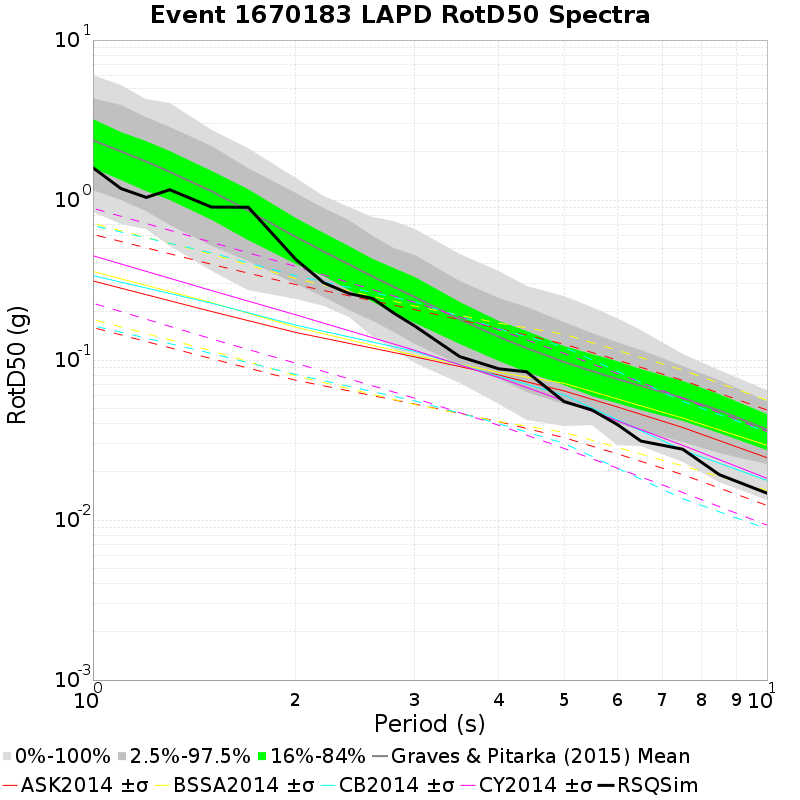 Event 1670183 LAPD RotD50 Spectra
10^1
10^0
10^-1
10^-2
10^-3
RotD50 (g)
10^0 2 3 4 5 6 7 8 9 10^1
Period (s)
0%-100% 2.5%-97.5% 16%-84% Graves & Pitarka (2015) Mean
ASK2014 ±σ BSSA2014 ±σ CB2014 ±σ CY2014 ±σ RSQSim